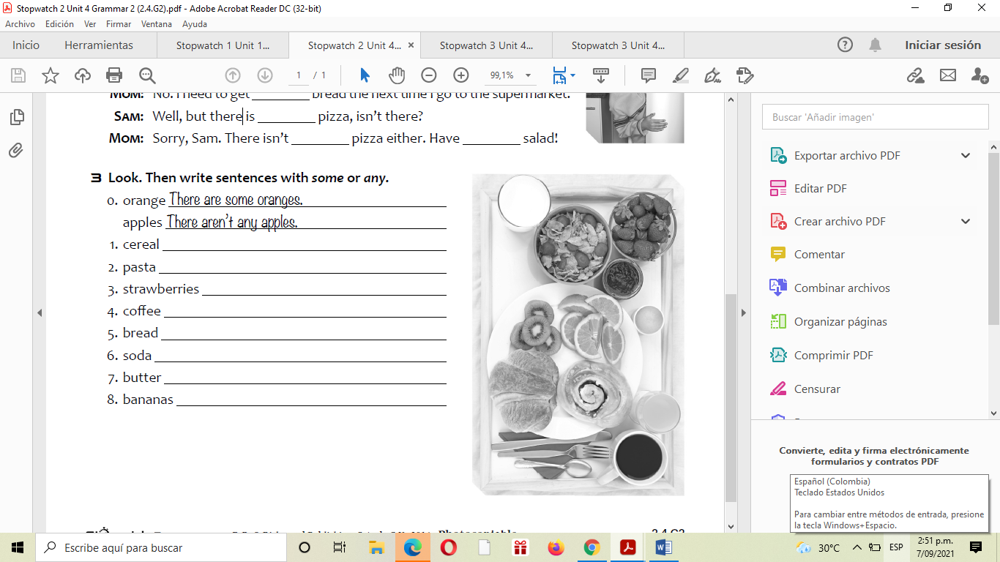 Stopwatch 2 Unit 4 Grammar 2 (2.4.G2).pdf - Adobe Acrobat Reader DC (32-bit)
Archivo Edición Ver Firmar Ventana Ayuda
Inicio Herramientas Stopwatch 1 Unit 1... Stopwatch 2 Unit 4... Stopwatch 3 Unit 4... Stopwatch 3 Unit 4... Iniciar sesión
1 / 1 99,1%
MOM: No. I need to get ________ bread the next time I go to the supermarket.
SAM: Well, but there is ________ pizza, isn't there?
MOM: Sorry, Sam. There isn't ________ pizza either. Have ________ salad!
3 Look. Then write sentences with some or any.
0. orange There are some oranges.
apples There aren't any apples.
1. cereal
2. pasta
3. strawberries
4. coffee
5. bread
6. soda
7. butter
8. bananas
Photocopiable 2.4.G2
Buscar 'Añadir imagen'
Exportar archivo PDF
Editar PDF
Crear archivo PDF
Comentar
Combinar archivos
Organizar páginas
Comprimir PDF
Censurar
Convierte, edita y firma electrónicamente
formularios y contratos PDF
Español (Colombia)
Teclado Estados Unidos
Para cambiar entre métodos de entrada, presione
la tecla Windows+Espacio.
Escribe aquí para buscar
30°C ESP 2:51 p.m.
7/09/2021